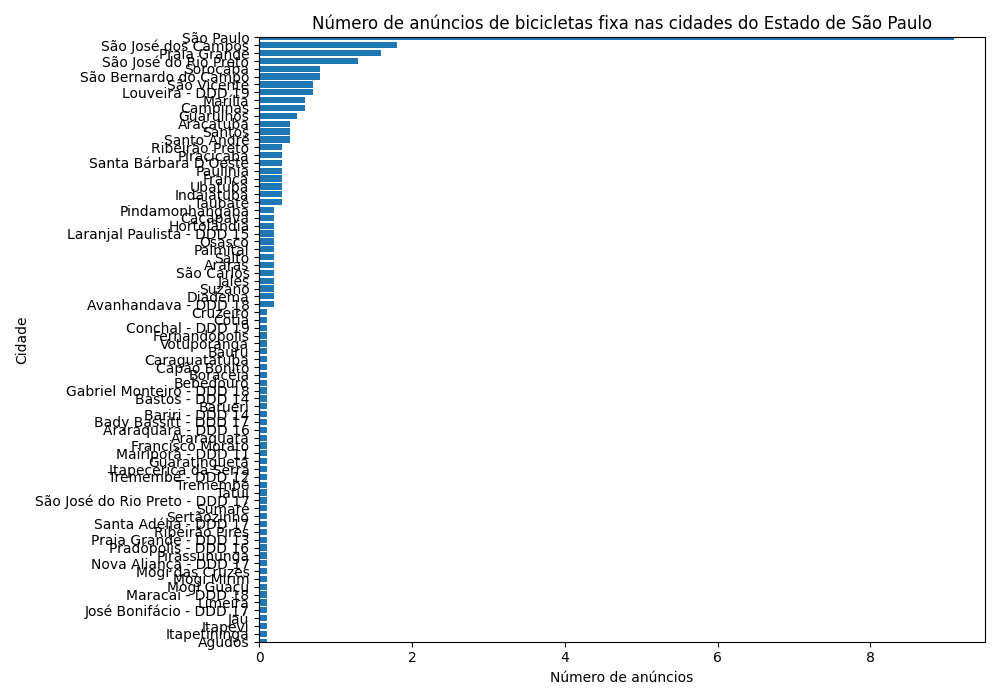 Número de anúncios de bicicletas fixa nas cidades do Estado de São Paulo
São Paulo
São José dos Campos
Praia Grande
São José do Rio Preto
Sorocaba
São Bernardo do Campo
São Vicente
Louveira - DDD 19
Marília
Campinas
Guarulhos
Araçatuba
Santos
Santo André
Ribeirão Preto
Piracicaba
Santa Bárbara D'Oeste
Paulínia
Franca
Ubatuba
Indaiatuba
Taubaté
Pindamonhangaba
Caçapava
Hortolândia
Laranjal Paulista - DDD 15
Osasco
Palmital
Salto
Araras
São Carlos
Jales
Suzano
Diadema
Avanhandava - DDD 18
Cruzeiro
Cotia
Conchal - DDD 19
Fernandópolis
Votuporanga
Bauru
Caraguatatuba
Capão Bonito
Boracéia
Bebedouro
Gabriel Monteiro - DDD 18
Bastos - DDD 14
Barueri
Bariri - DDD 14
Bady Bassitt - DDD 17
Araraquara - DDD 16
Araraquara
Francisco Morato
Mairiporã - DDD 11
Guaratinguetá
Itapecerica da Serra
Tremembé - DDD 12
Tremembé
Tatuí
São José do Rio Preto - DDD 17
Sumaré
Sertãozinho
Santa Adélia - DDD 17
Ribeirão Pires
Praia Grande - DDD 13
Pradópolis - DDD 16
Pirassununga
Nova Aliança - DDD 17
Mogi das Cruzes
Mogi Mirim
Mogi Guaçu
Maracaí - DDD 18
Limeira
José Bonifácio - DDD 17
Jaú
Itapevi
Itapetininga
Agudos
Cidade
0 2 4 6 8
Número de anúncios